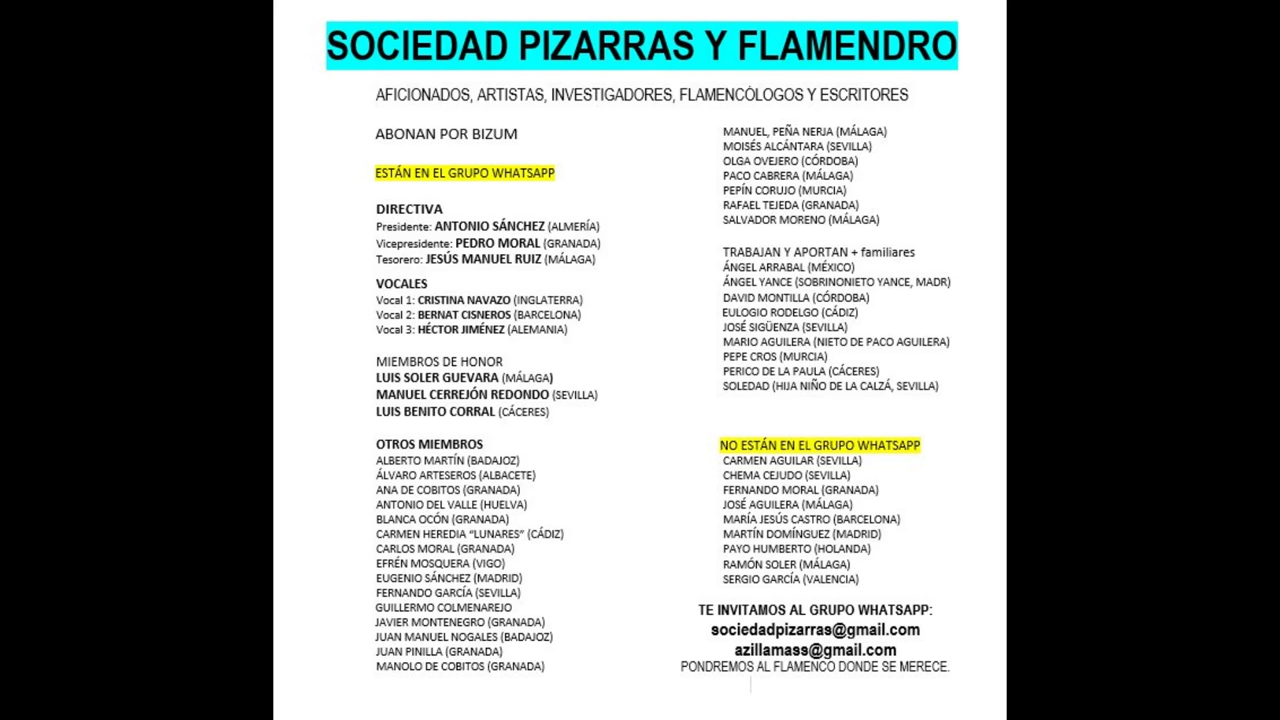 SOCIEDAD PIZARRAS Y FLAMENDRO
AFICIONADOS, ARTISTAS, INVESTIGADORES, FLAMENCÓLOGOS Y ESCRITORES
ABONAN POR BIZUM
ESTÁN EN EL GRUPO WHATSAPP
DIRECTIVA
Presidente: ANTONIO SÁNCHEZ (ALMERÍA)
Vicepresidente: PEDRO MORAL (GRANADA)
Tesorero: JESÚS MANUEL RUIZ (MÁLAGA)
VOCALES
Vocal 1: CRISTINA NAVAZO (INGLATERRA)
Vocal 2: BERNAT CISNEROS (BARCELONA)
Vocal 3: HÉCTOR JIMÉNEZ (ALEMANIA)
MIEMBROS DE HONOR
LUIS SOLER GUEVARA (MÁLAGA)
MANUEL CERREJÓN REDONDO (SEVILLA)
LUIS BENITO CORRAL (CÁCERES)
OTROS MIEMBROS
ALBERTO MARTÍN (BADAJOZ)
ÁLVARO ARTESEROS (ALBACETE)
ANA DE COBITOS (GRANADA)
ANTONIO DEL VALLE (HUELVA)
BLANCA OCÓN (GRANADA)
CARMEN HEREDIA “LUNARES” (CÁDIZ)
CARLOS MORAL (GRANADA)
EFRÉN MOSQUERA (VIGO)
EUGENIO SÁNCHEZ (MADRID)
FERNANDO GARCÍA (SEVILLA)
GUILLERMO COLMENAREJO
JAVIER MONTENEGRO (GRANADA)
JUAN MANUEL NOGALES (BADAJOZ)
JUAN PINILLA (GRANADA)
MANOLO DE COBITOS (GRANADA)
MANUEL, PEÑA NERJA (MÁLAGA)
MOISÉS ALCÁNTARA (SEVILLA)
OLGA OVEJERO (CÓRDOBA)
PACO CABRERA (MÁLAGA)
PEPÍN CORUJO (MURCIA)
RAFAEL TEJEDA (GRANADA)
SALVADOR MORENO (MÁLAGA)
TRABAJAN Y APORTAN + familiares
ÁNGEL ARRABAL (MÉXICO)
ÁNGEL YANCE (SOBRINONIETO YANCE, MADR)
DAVID MONTILLA (CÓRDOBA)
EULOGIO RODELGO (CÁDIZ)
JOSÉ SIGÜENZA (SEVILLA)
MARIO AGUILERA (NIETO DE PACO AGUILERA)
PEPE CROS (MURCIA)
PERICO DE LA PAULA (CÁCERES)
SOLEDAD (HIJA NIÑO DE LA CALZÁ, SEVILLA)
NO ESTÁN EN EL GRUPO WHATSAPP
CARMEN AGUILAR (SEVILLA)
CHEMA CEJUDO (SEVILLA)
FERNANDO MORAL (GRANADA)
JOSÉ AGUILERA (MÁLAGA)
MARÍA JESÚS CASTRO (BARCELONA)
MARTÍN DOMÍNGUEZ (MADRID)
PAYO HUMBERTO (HOLANDA)
RAMÓN SOLER (MÁLAGA)
SERGIO GARCÍA (VALENCIA)
TE INVITAMOS AL GRUPO WHATSAPP:
sociedadpizarras@gmail.com
azillamass@gmail.com
PONDREMOS AL FLAMENCO DONDE SE MERECE.